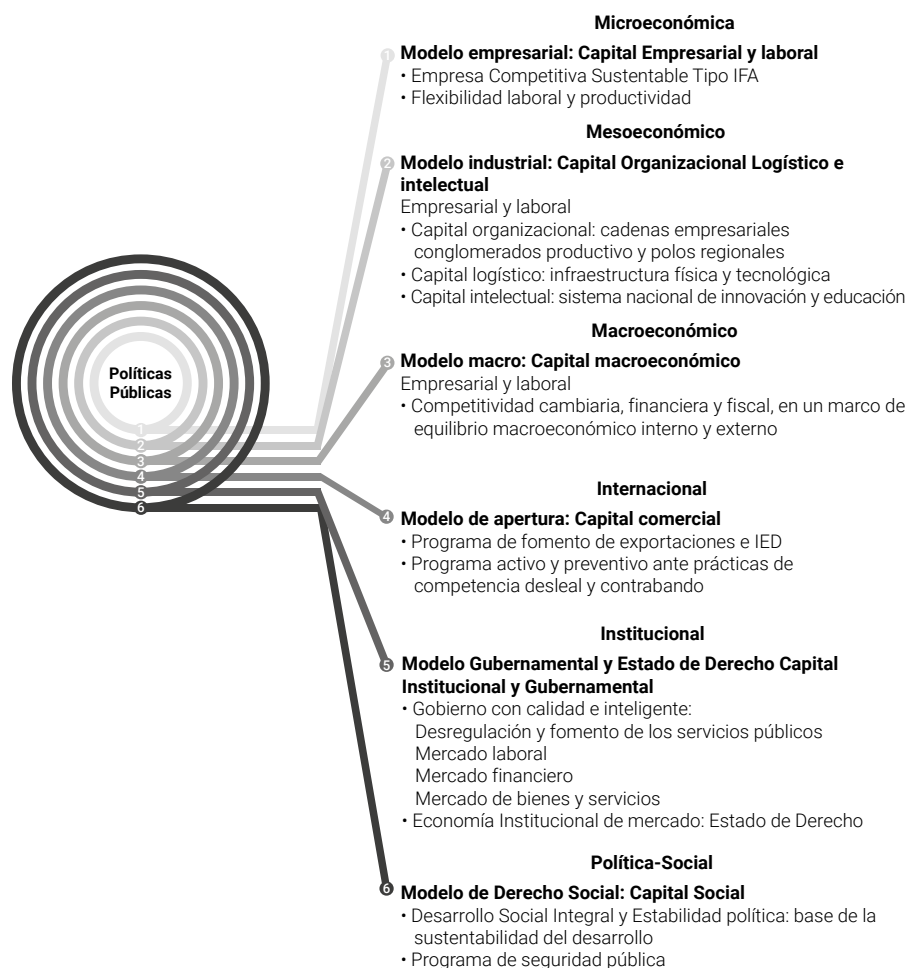 Microeconómica
1 Modelo empresarial: Capital Empresarial y laboral
• Empresa Competitiva Sustentable Tipo IFA
• Flexibilidad laboral y productividad
Mesoeconómico
2 Modelo industrial: Capital Organizacional Logístico e
intelectual
Empresarial y laboral
• Capital organizacional: cadenas empresariales
conglomerados productivo y polos regionales
• Capital logístico: infraestructura física y tecnológica
• Capital intelectual: sistema nacional de innovación y educación
Macroeconómico
3 Modelo macro: Capital macroeconómico
Empresarial y laboral
• Competitividad cambiaria, financiera y fiscal, en un marco de
equilibrio macroeconómico interno y externo
Internacional
4 Modelo de apertura: Capital comercial
• Programa de fomento de exportaciones e IED
• Programa activo y preventivo ante prácticas de
competencia desleal y contrabando
Institucional
5 Modelo Gubernamental y Estado de Derecho Capital
Institucional y Gubernamental
• Gobierno con calidad e inteligente:
Desregulación y fomento de los servicios públicos
Mercado laboral
Mercado financiero
Mercado de bienes y servicios
• Economía Institucional de mercado: Estado de Derecho
Política-Social
6 Modelo de Derecho Social: Capital Social
• Desarrollo Social Integral y Estabilidad política: base de la
sustentabilidad del desarrollo
• Programa de seguridad pública
Políticas
Públicas
1
2
3
4
5
6